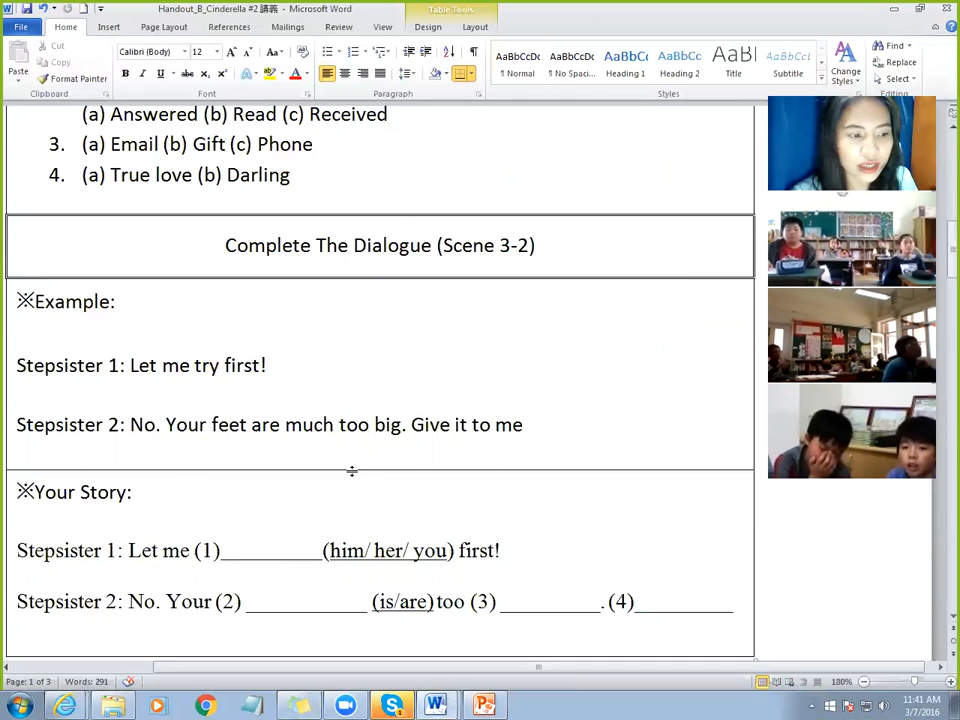 Handout_B_Cinderella #2 講義 - Microsoft Word
Table Tools
File Home Insert Page Layout References Mailings Review View Design Layout
Cut
Copy
Format Painter
Paste
Clipboard
Calibri (Body) 12
Font
Paragraph
AaBbCcDc AaBbCcDc AaBbCc AaBbCc AaBl AaBbCc
¶ Normal ¶ No Spaci... Heading 1 Heading 2 Title Subtitle
Change Styles
Styles
Find
Replace
Select
Editing
(a) Answered (b) Read (c) Received
3. (a) Email (b) Gift (c) Phone
4. (a) True love (b) Darling
Complete The Dialogue (Scene 3-2)
※Example:
Stepsister 1: Let me try first!
Stepsister 2: No. Your feet are much too big. Give it to me
※Your Story:
Stepsister 1: Let me (1)__________(him/ her/ you) first!
Stepsister 2: No. Your (2) ____________ (is/are) too (3) __________. (4)__________
Page: 1 of 3 Words: 291 180%
11:41 AM
3/7/2016